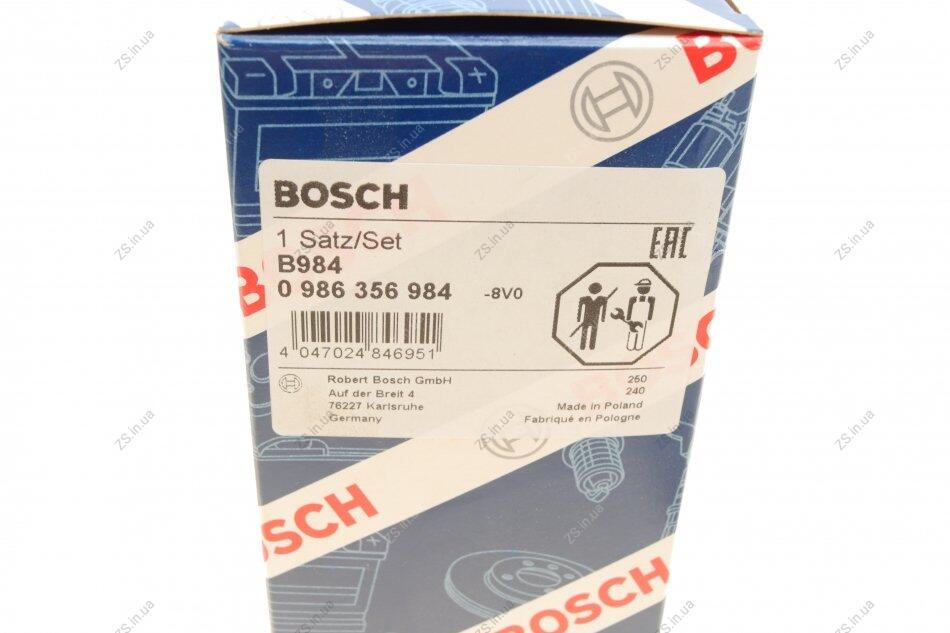 BOSCH
BOSCH
1 Satz/Set
B984
0 986 356 984 -8V0
EAC
4 047024 846951
Robert Bosch GmbH
Auf der Breit 4
76227 Karlsruhe
Germany
250
240
Made in Poland
Fabriqué en Pologne
BOSCH
BOSCH
ZS.in.ua